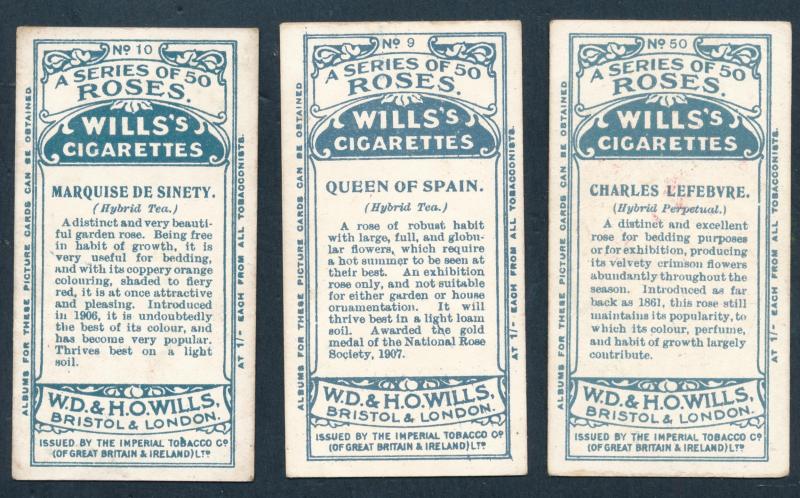 Nº 10
A SERIES OF 50
ROSES.
WILLS'S
CIGARETTES
MARQUISE DE SINETY.
(Hybrid Tea.)
A distinct and very beauti-
ful garden rose. Being free
in habit of growth, it is
very useful for bedding,
and with its coppery orange
colouring, shaded to fiery
red, it is at once attractive
and pleasing. Introduced
in 1906, it is undoubtedly
the best of its colour, and
has become very popular.
Thrives best on a light
soil.
W.D. & H.O. WILLS,
BRISTOL & LONDON.
ISSUED BY THE IMPERIAL TOBACCO Cº
(OF GREAT BRITAIN & IRELAND) LTD
ALBUMS FOR THESE PICTURE CARDS CAN BE OBTAINED
AT 1/- EACH FROM ALL TOBACCONISTS.
Nº 9
A SERIES OF 50
ROSES.
WILLS'S
CIGARETTES
QUEEN OF SPAIN.
(Hybrid Tea.)
A rose of robust habit
with large, full, and globu-
lar flowers, which require
a hot summer to be seen at
their best. An exhibition
rose only, and not suitable
for either garden or house
ornamentation. It will
thrive best in a light loam
soil. Awarded the gold
medal of the National Rose
Society, 1907.
W.D. & H.O. WILLS,
BRISTOL & LONDON.
ISSUED BY THE IMPERIAL TOBACCO Cº
(OF GREAT BRITAIN & IRELAND) LTD
ALBUMS FOR THESE PICTURE CARDS CAN BE OBTAINED
AT 1/- EACH FROM ALL TOBACCONISTS.
Nº 50
A SERIES OF 50
ROSES.
WILLS'S
CIGARETTES
CHARLES LEFEBVRE.
(Hybrid Perpetual.)
A distinct and excellent
rose for bedding purposes
or for exhibition, producing
its velvety crimson flowers
abundantly throughout the
season. Introduced as far
back as 1861, this rose still
maintains its popularity, to
which its colour, perfume,
and habit of growth largely
contribute.
W.D. & H.O. WILLS,
BRISTOL & LONDON.
ISSUED BY THE IMPERIAL TOBACCO Cº
(OF GREAT BRITAIN & IRELAND) LTD
ALBUMS FOR THESE PICTURE CARDS CAN BE OBTAINED
AT 1/- EACH FROM ALL TOBACCONISTS.